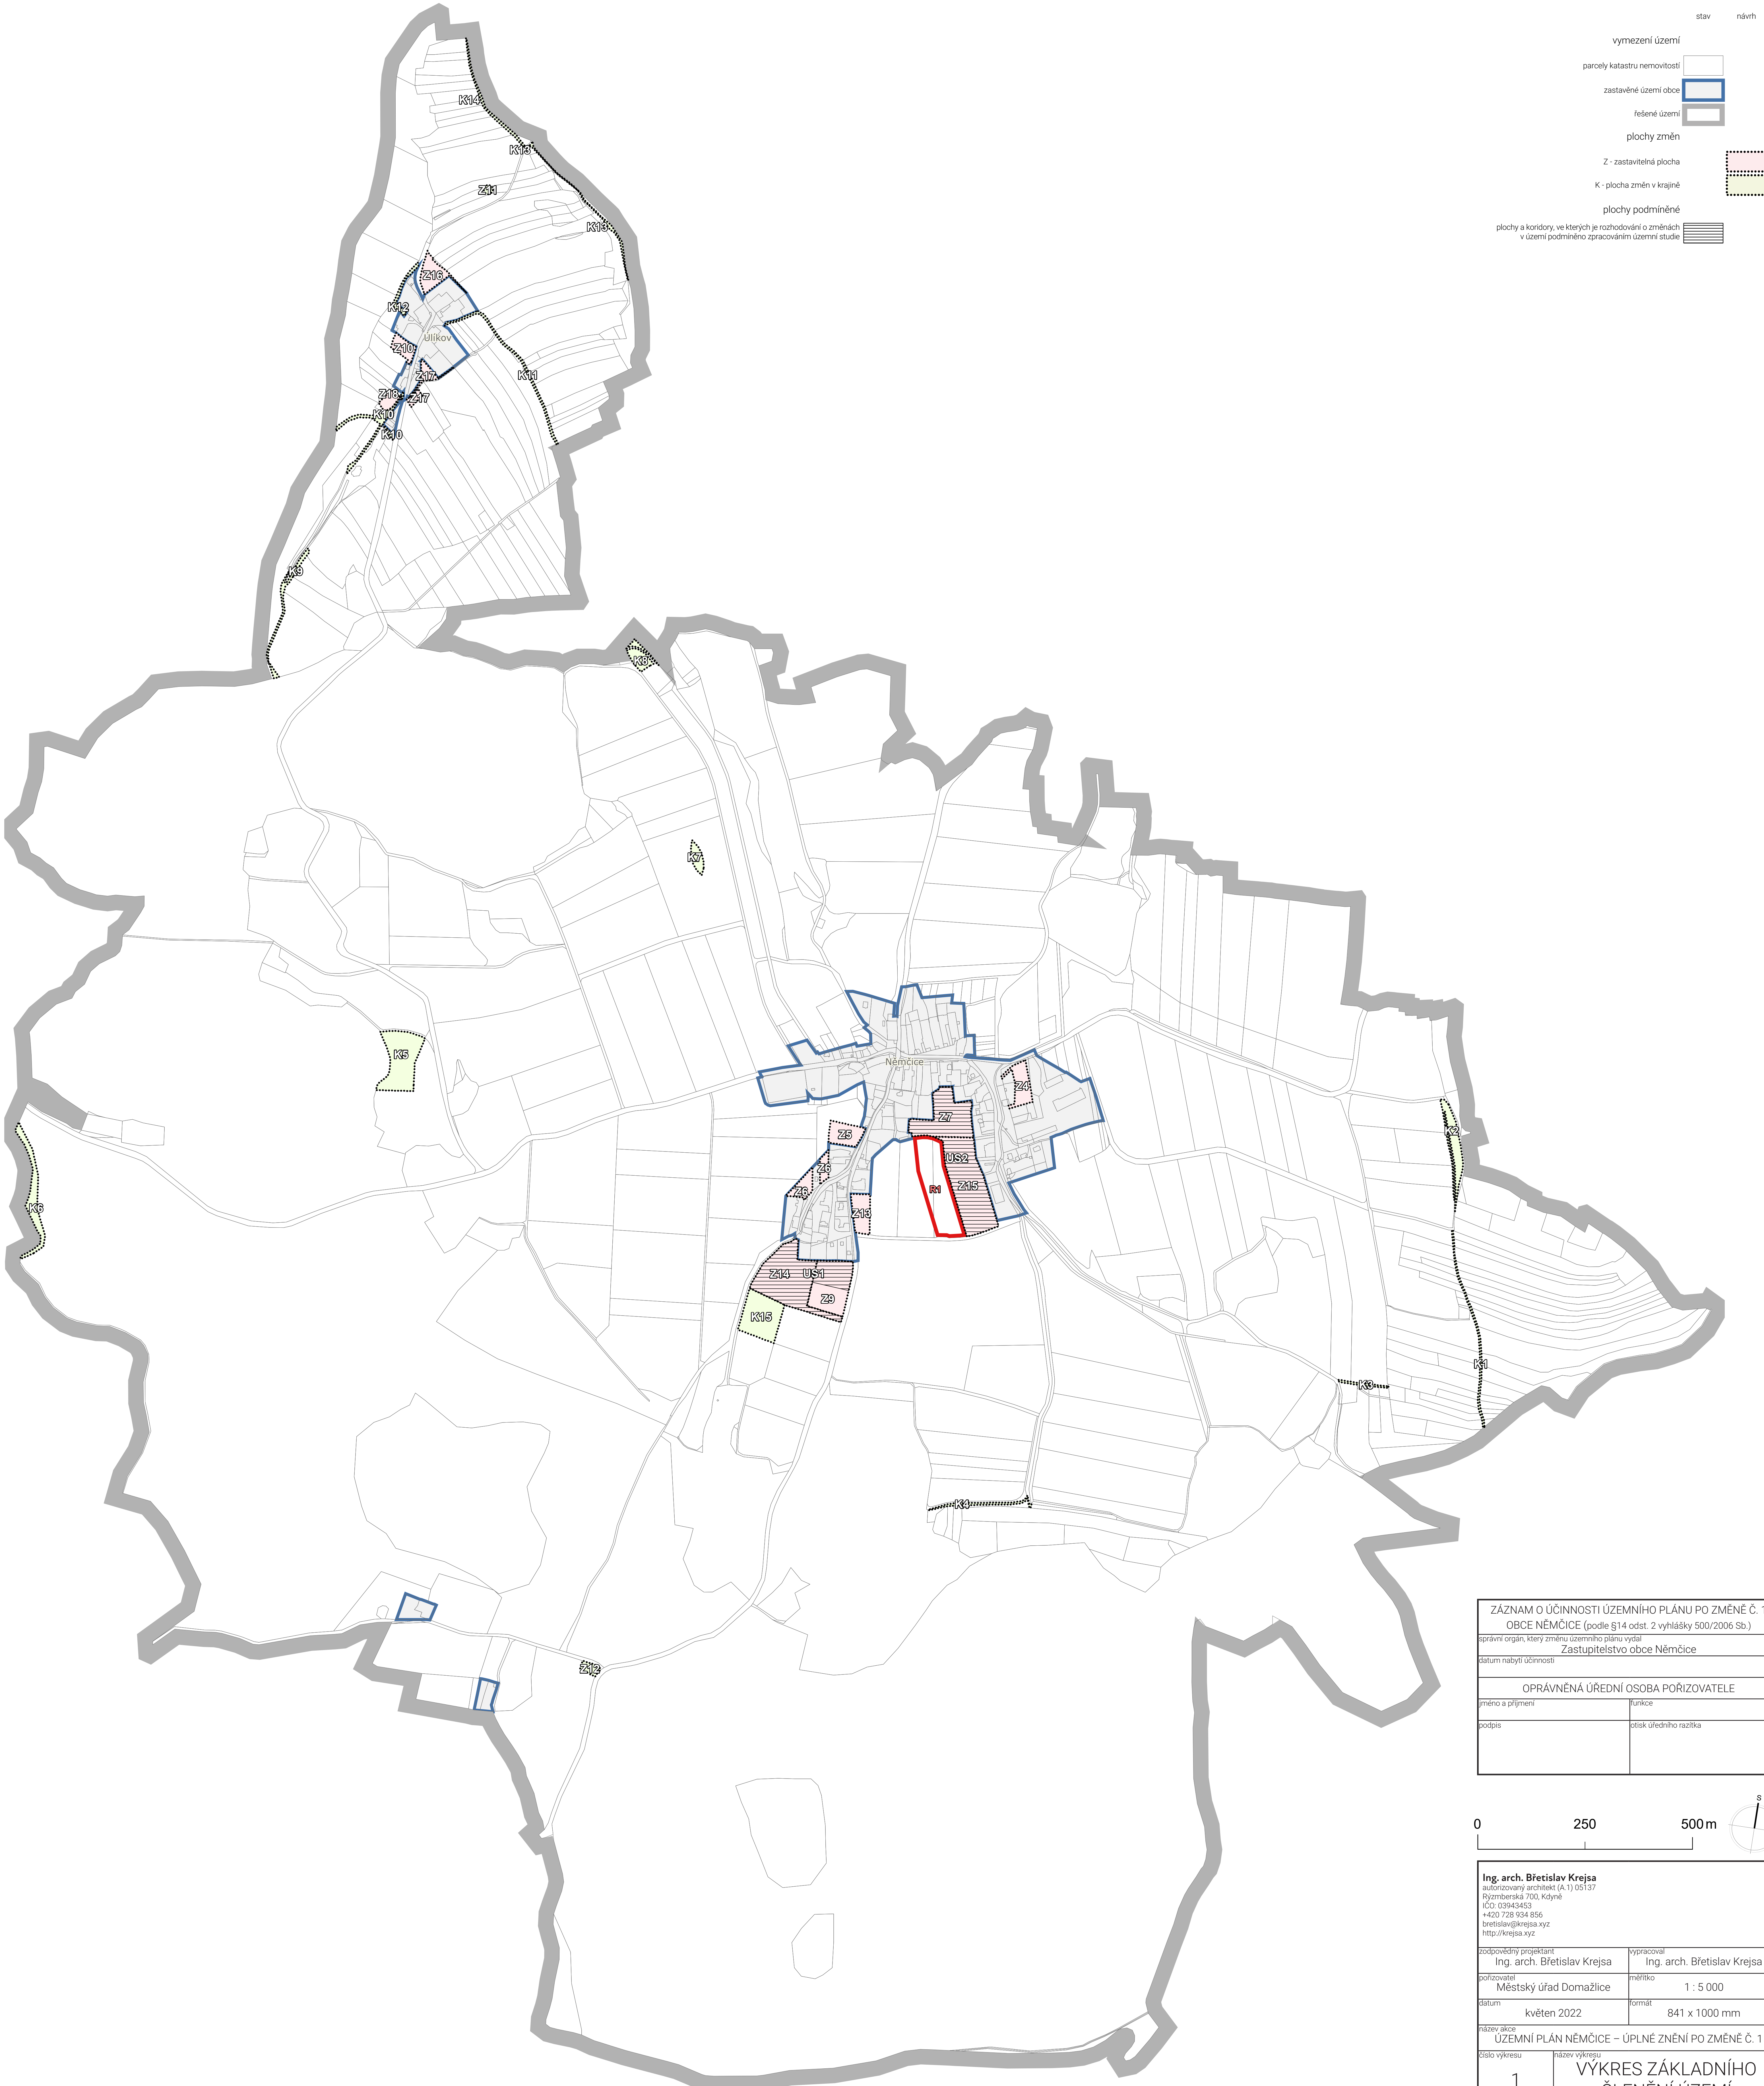 stav návrh
vymezení území
parcely katastru nemovitostí
zastavěné území obce
řešené území
plochy změn
Z - zastavitelná plocha
K - plocha změn v krajině
plochy podmíněné
plochy a koridory, ve kterých je rozhodování o změnách
v území podmíněno zpracováním územní studie
K14
K13
Z11
K13
Z16
K12
Úlíkov
Z10
K11
Z17
Z18
Z17
K10
K10
K9
K8
K7
K5
Němčice
Z4
Z7
K2
Z5
US2
Z6
Z15
Z6
R1
K6
Z13
Z14
US1
Z9
K15
K1
K3
K4
Z12
ZÁZNAM O ÚČINNOSTI ÚZEMNÍHO PLÁNU PO ZMĚNĚ Č. 1
OBCE NĚMČICE (podle §14 odst. 2 vyhlášky 500/2006 Sb.)
správní orgán, který změnu územního plánu vydal
Zastupitelstvo obce Němčice
datum nabytí účinnosti
OPRÁVNĚNÁ ÚŘEDNÍ OSOBA POŘIZOVATELE
jméno a příjmení funkce
podpis otisk úředního razítka
S
0 250 500 m
Ing. arch. Břetislav Krejsa
autorizovaný architekt (A.1) 05137
Rýzmberská 700, Kdyně
IČO: 03943453
+420 728 934 856
bretislav@krejsa.xyz
http://krejsa.xyz
zodpovědný projektant vypracoval
Ing. arch. Břetislav Krejsa Ing. arch. Břetislav Krejsa
pořizovatel měřítko
Městský úřad Domažlice 1 : 5 000
datum formát
květen 2022 841 x 1000 mm
název akce
ÚZEMNÍ PLÁN NĚMČICE – ÚPLNÉ ZNĚNÍ PO ZMĚNĚ Č. 1
číslo výkresu název výkresu
1 VÝKRES ZÁKLADNÍHO
ČLENĚNÍ ÚZEMÍ